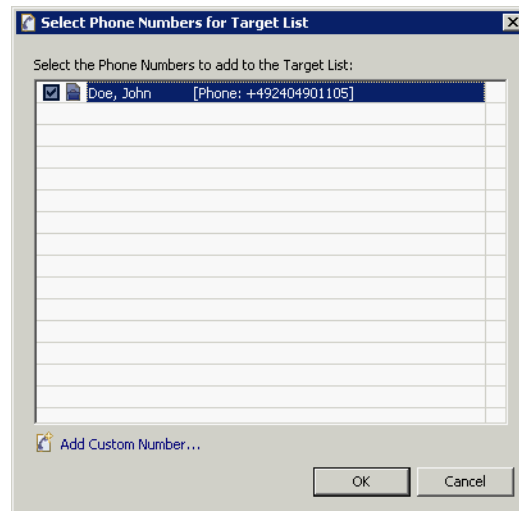 Select Phone Numbers for Target List
Select the Phone Numbers to add to the Target List:
Doe, John [Phone: +492404901105]
Add Custom Number...
OK Cancel